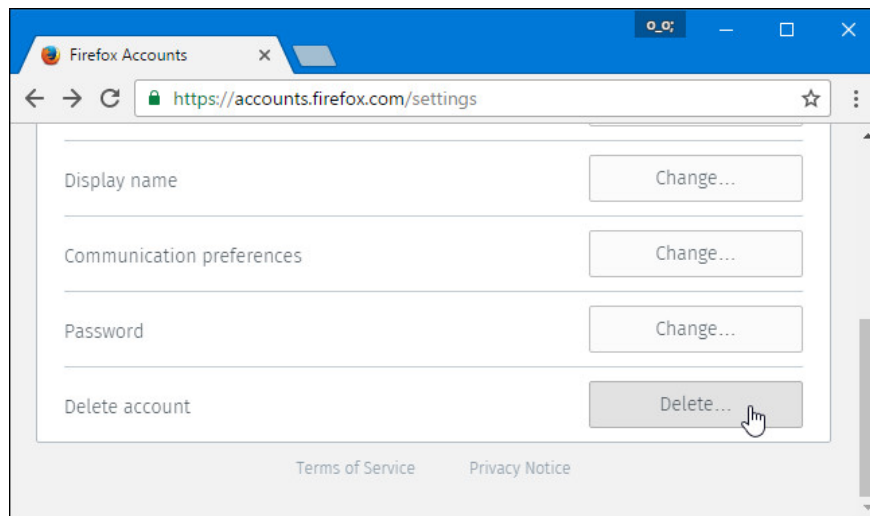 o_o;
Firefox Accounts
https://accounts.firefox.com/settings
Display name Change...
Communication preferences Change...
Password Change...
Delete account Delete...
Terms of Service Privacy Notice